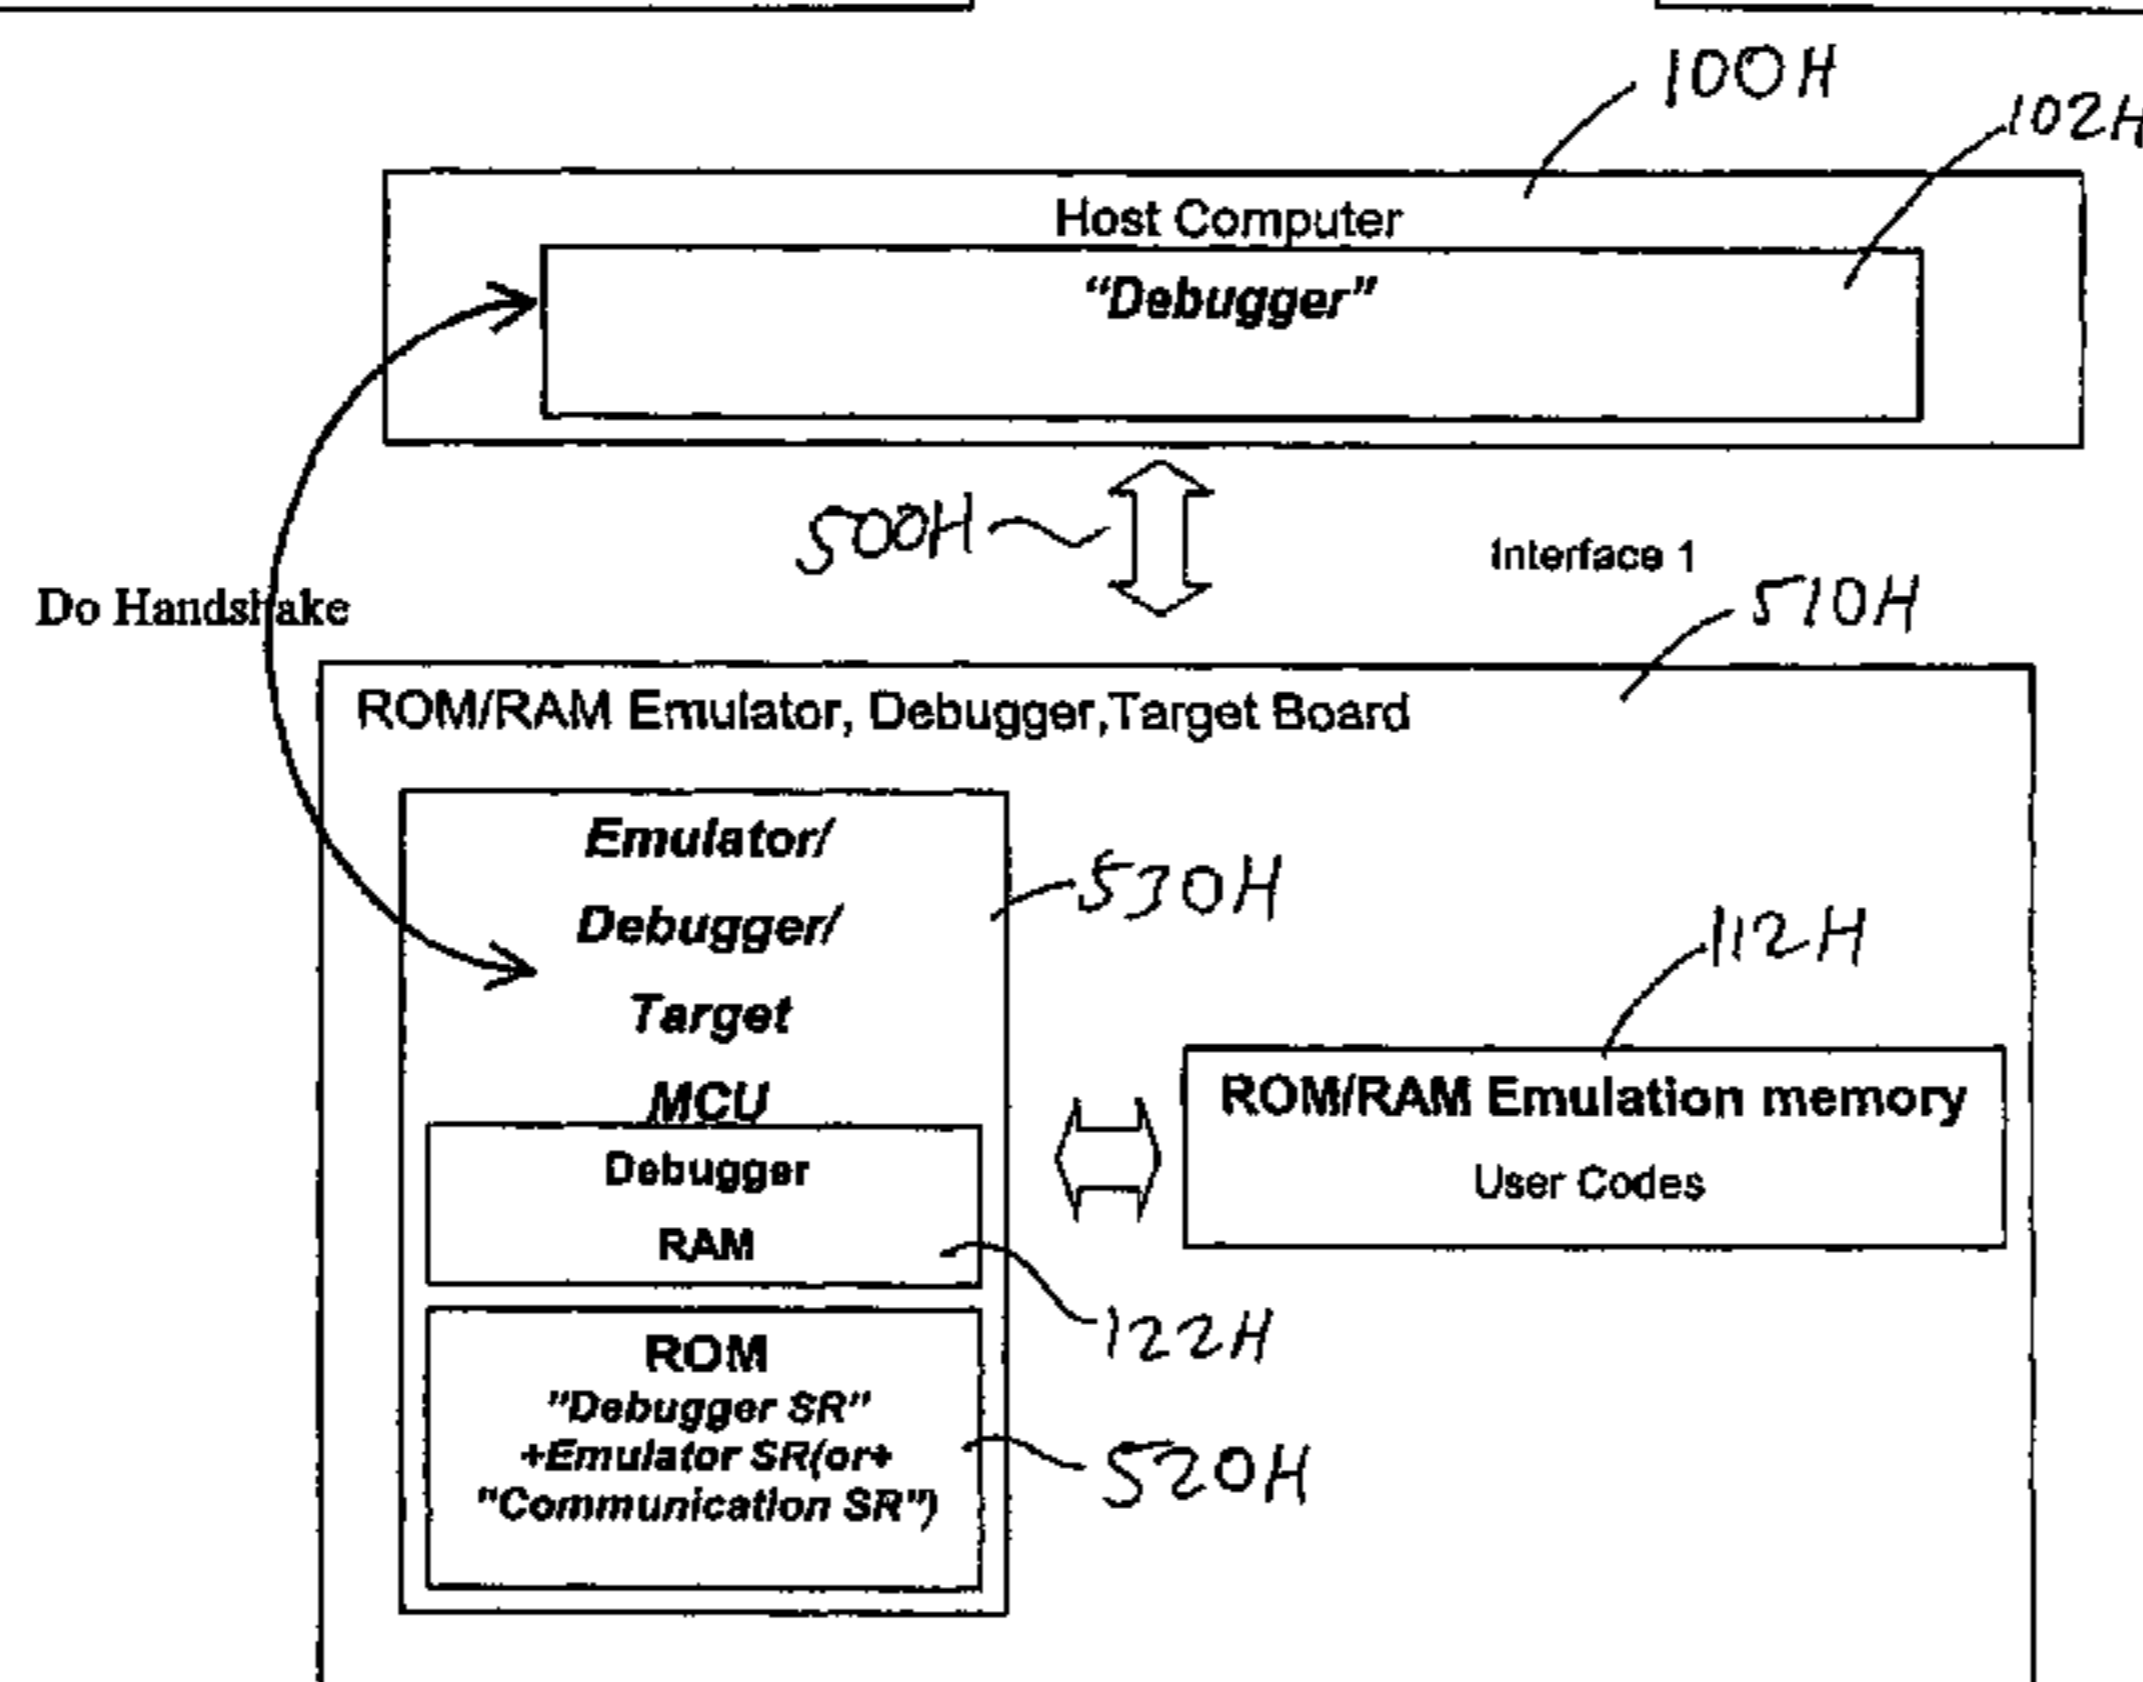 100H
102H
Host Computer
“Debugger”
500H
Interface 1
510H
Do Handshake
ROM/RAM Emulator, Debugger,Target Board
Emulator/
530H
Debugger/
112H
Target
MCU
ROM/RAM Emulation memory
Debugger
User Codes
RAM
122H
ROM
"Debugger SR"
+Emulator SR(or+
520H
"Communication SR")